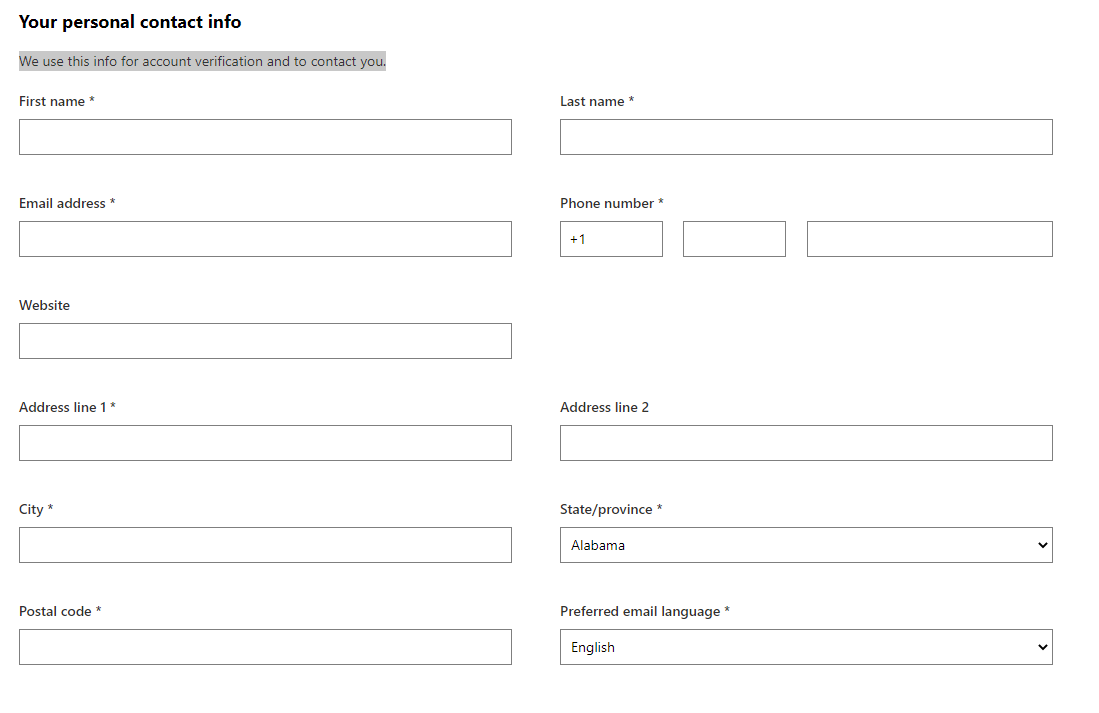 Your personal contact info
We use this info for account verification and to contact you.
First name *
Last name *
Email address *
Phone number *
+1
Website
Address line 1 *
Address line 2
City *
State/province *
Alabama
Postal code *
Preferred email language *
English